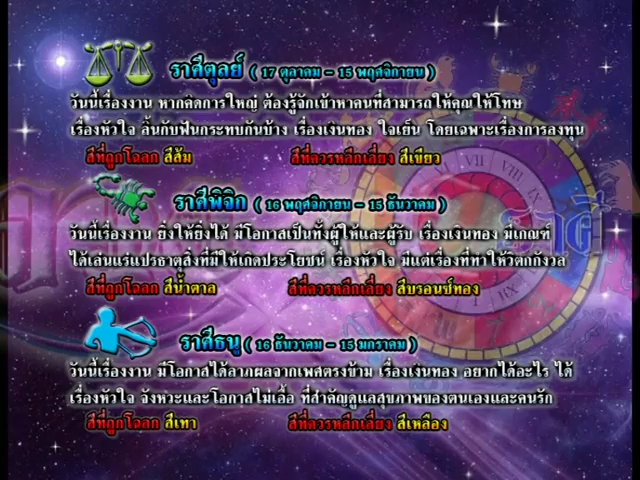 ราศีตุลย์ ( 17 ตุลาคม – 15 พฤศจิกายน )
วันนี้เรื่องงาน หากคิดการใหญ่ ต้องรู้จักเข้าหาคนที่สามารถให้คุณให้โทษ
เรื่องหัวใจ ลิ้นกับฟันกระทบกันบ้าง เรื่องเงินทอง ใจเย็น โดยเฉพาะเรื่องการลงทุน
สีที่ถูกโฉลก สีส้ม สีที่ควรหลีกเลี่ยง สีเขียว
ราศีพิจิก ( 16 พฤศจิกายน – 15 ธันวาคม )
วันนี้เรื่องงาน ยิ่งให้ยิ่งได้ มีโอกาสเป็นทั้งผู้ให้และผู้รับ เรื่องเงินทอง มีเกณฑ์
ได้เล่นแร่แปรธาตุสิ่งที่มีให้เกิดประโยชน์ เรื่องหัวใจ มีแต่เรื่องที่ทำให้วิตกกังวล
สีที่ถูกโฉลก สีน้ำตาล สีที่ควรหลีกเลี่ยง สีบรอนซ์ทอง
ราศีธนู ( 16 ธันวาคม – 15 มกราคม )
วันนี้เรื่องงาน มีโอกาสได้ลาภผลจากเพศตรงข้าม เรื่องเงินทอง อยากได้อะไร ได้
เรื่องหัวใจ จังหวะและโอกาสไม่เอื้อ ที่สำคัญดูแลสุขภาพของตนเองและคนรัก
สีที่ถูกโฉลก สีเทา สีที่ควรหลีกเลี่ยง สีเหลือง